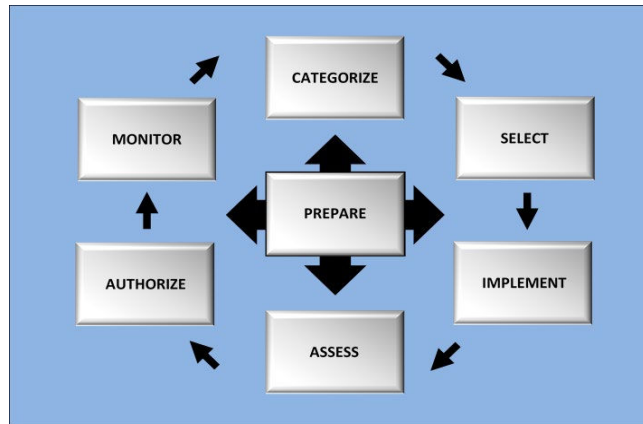 CATEGORIZE
MONITOR
SELECT
PREPARE
AUTHORIZE
IMPLEMENT
ASSESS